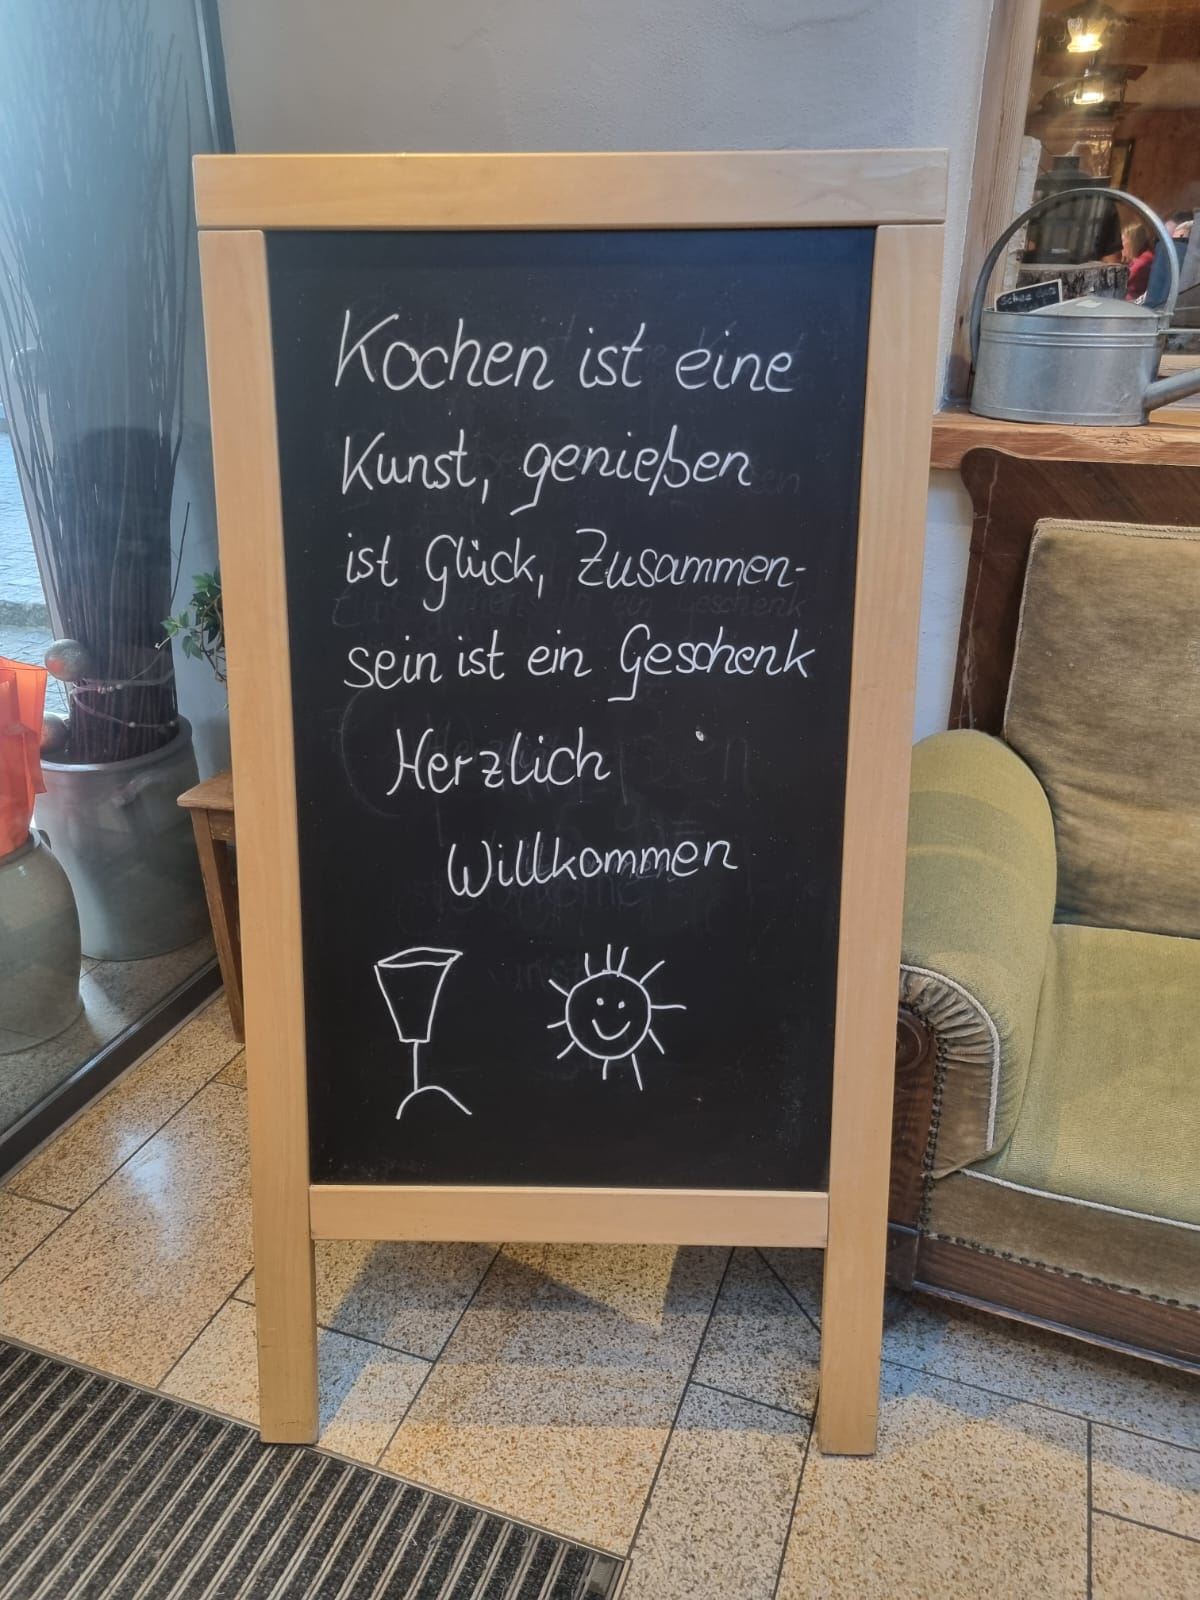 Kochen ist eine
Kunst, genießen
ist Glück, Zusammen-
sein ist ein Geschenk
Herzlich
Willkommen